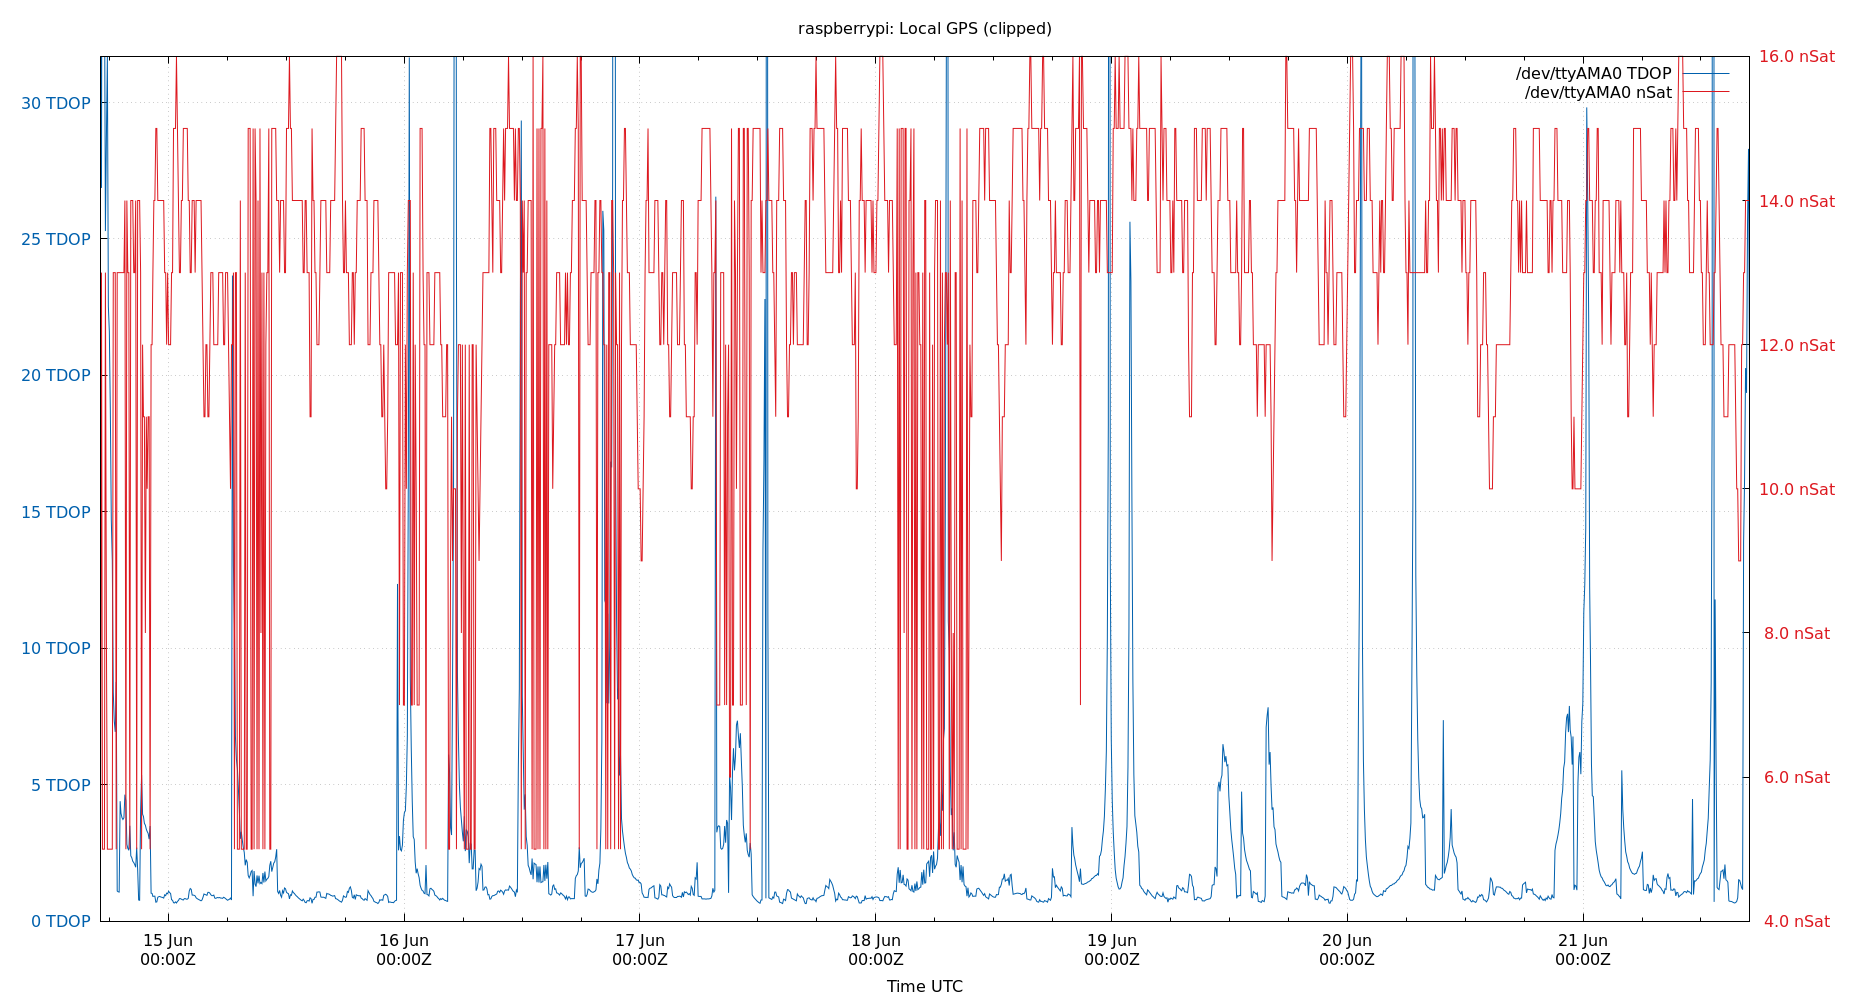 raspberrypi: Local GPS (clipped)
16.0 nSat
/dev/ttyAMA0 TDOP
/dev/ttyAMA0 nSat
30 TDOP
14.0 nSat
25 TDOP
12.0 nSat
20 TDOP
10.0 nSat
15 TDOP
8.0 nSat
10 TDOP
6.0 nSat
5 TDOP
4.0 nSat
0 TDOP
15 Jun 16 Jun 17 Jun 18 Jun 19 Jun 20 Jun 21 Jun
00:00Z 00:00Z 00:00Z 00:00Z 00:00Z 00:00Z 00:00Z
Time UTC